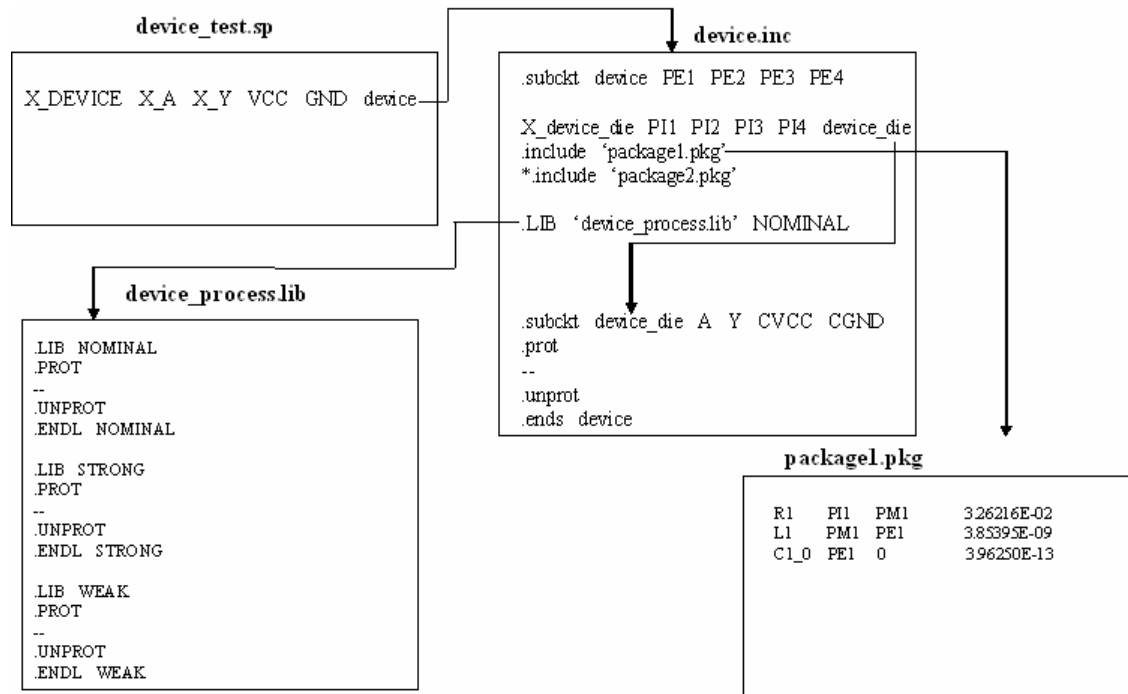 device_test.sp
X_DEVICE X_A X_Y VCC GND device
device.inc
.subckt device PE1 PE2 PE3 PE4
X_device_die PI1 PI2 PI3 PI4 device_die
.include ‘package1.pkg’
*.include ‘package2.pkg’
.LIB ‘device_process.lib’ NOMINAL
.subckt device_die A Y CVCC CGND
.prot
--
.unprot
.ends device
device_process.lib
.LIB NOMINAL
.PROT
--
.UNPROT
.ENDL NOMINAL
.LIB STRONG
.PROT
--
.UNPROT
.ENDL STRONG
.LIB WEAK
.PROT
--
.UNPROT
.ENDL WEAK
package1.pkg
R1 PI1 PM1 3.26216E-02
L1 PM1 PE1 3.85395E-09
C1_0 PE1 0 3.96250E-13